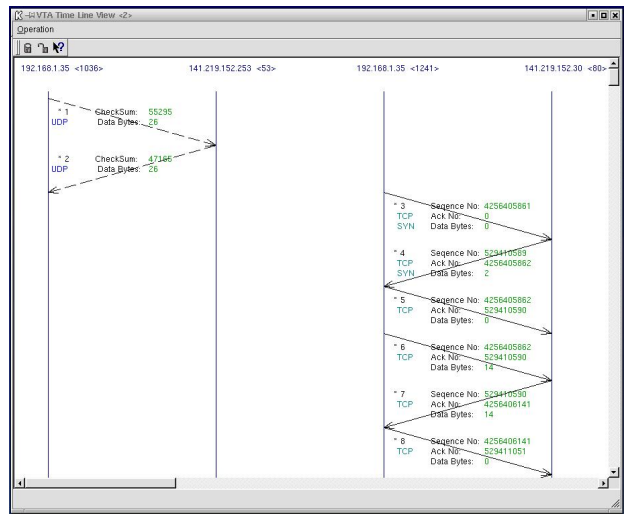 VTA Time Line View <2>
Operation
192.168.1.35 <1036> 141.219.152.253 <53> 192.168.1.35 <1241> 141.219.152.30 <80>
* 1 CheckSum: 55295
UDP Data Bytes: 26
* 2 CheckSum: 47165
UDP Data Bytes: 26
* 3 Seqence No: 4256405861
TCP Ack No: 0
SYN Data Bytes: 0
* 4 Seqence No: 529410589
TCP Ack No: 4256405862
SYN Data Bytes: 2
* 5 Seqence No: 4256405862
TCP Ack No: 529410590
Data Bytes: 0
* 6 Seqence No: 4256405862
TCP Ack No: 529410590
Data Bytes: 14
* 7 Seqence No: 529410590
TCP Ack No: 4256406141
Data Bytes: 14
* 8 Seqence No: 4256406141
TCP Ack No: 529411051
Data Bytes: 0